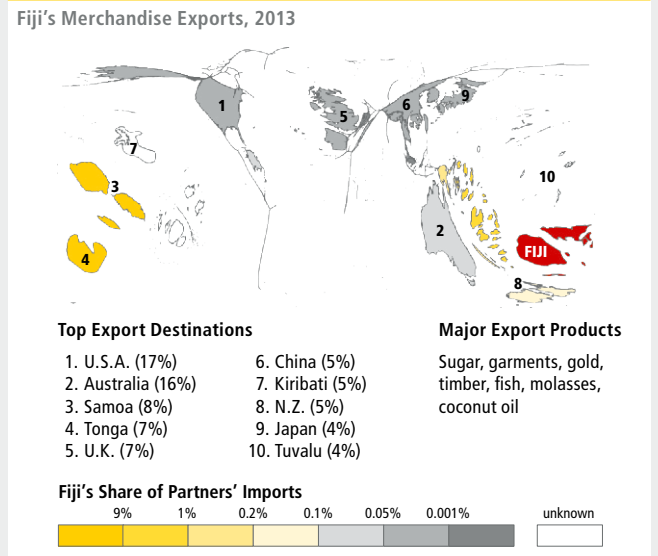 Fiji's Merchandise Exports, 2013
1
5
6
9
7
3
10
2
4
FIJI
8
Top Export Destinations
1. U.S.A. (17%)
2. Australia (16%)
3. Samoa (8%)
4. Tonga (7%)
5. U.K. (7%)
6. China (5%)
7. Kiribati (5%)
8. N.Z. (5%)
9. Japan (4%)
10. Tuvalu (4%)
Major Export Products
Sugar, garments, gold,
timber, fish, molasses,
coconut oil
Fiji's Share of Partners' Imports
9% 1% 0.2% 0.1% 0.05% 0.001% unknown